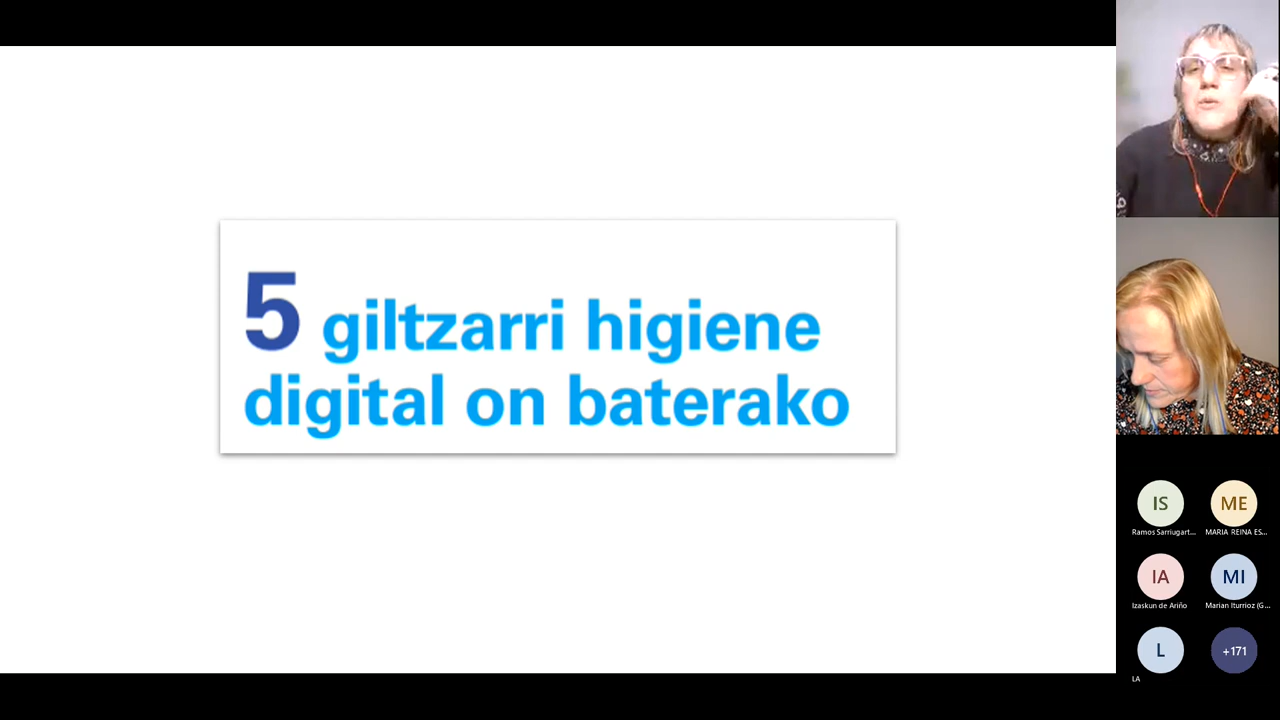 5 giltzarri higiene
digital on baterako
IS
ME
Ramos Sarriugart...
MARIA REINA ES...
IA
MI
Izaskun de Ariño
Marian Iturrioz (G...
L
+171
LA